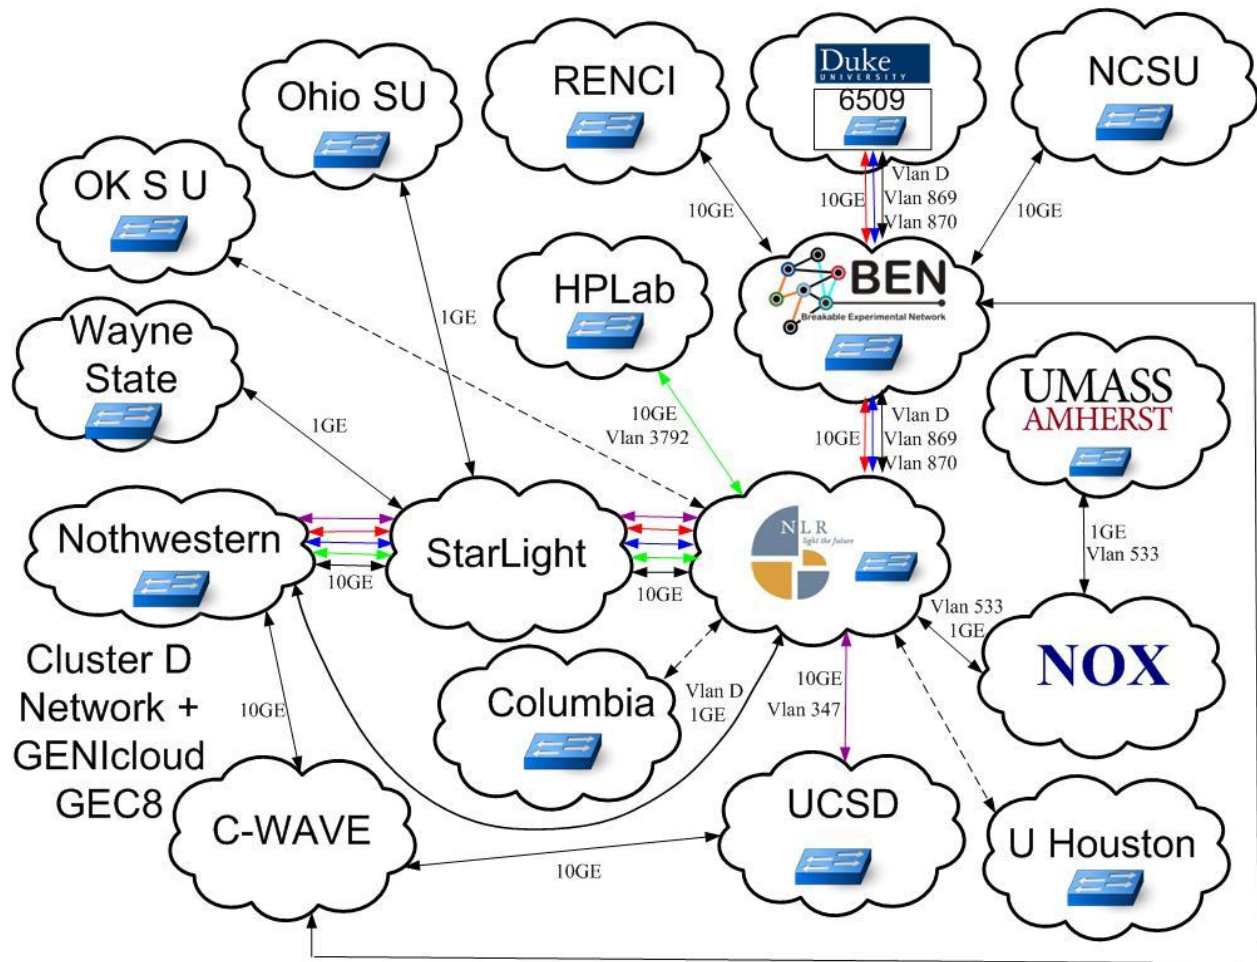 Ohio SU
RENCI
Duke
UNIVERSITY
6509
NCSU
OK S U
10GE
10GE
Vlan D
Vlan 869
Vlan 870
10GE
HPLab
BEN
Breakable Experimental Network
1GE
Wayne
State
1GE
10GE
Vlan 3792
10GE
Vlan D
Vlan 869
Vlan 870
UMASS
AMHERST
Nothwestern
10GE
StarLight
10GE
NLR
light the future
1GE
Vlan 533
Vlan 533
1GE
NOX
Cluster D
Network +
GENIcloud
GEC8
10GE
Columbia
Vlan D
1GE
10GE
Vlan 347
C-WAVE
10GE
UCSD
U Houston